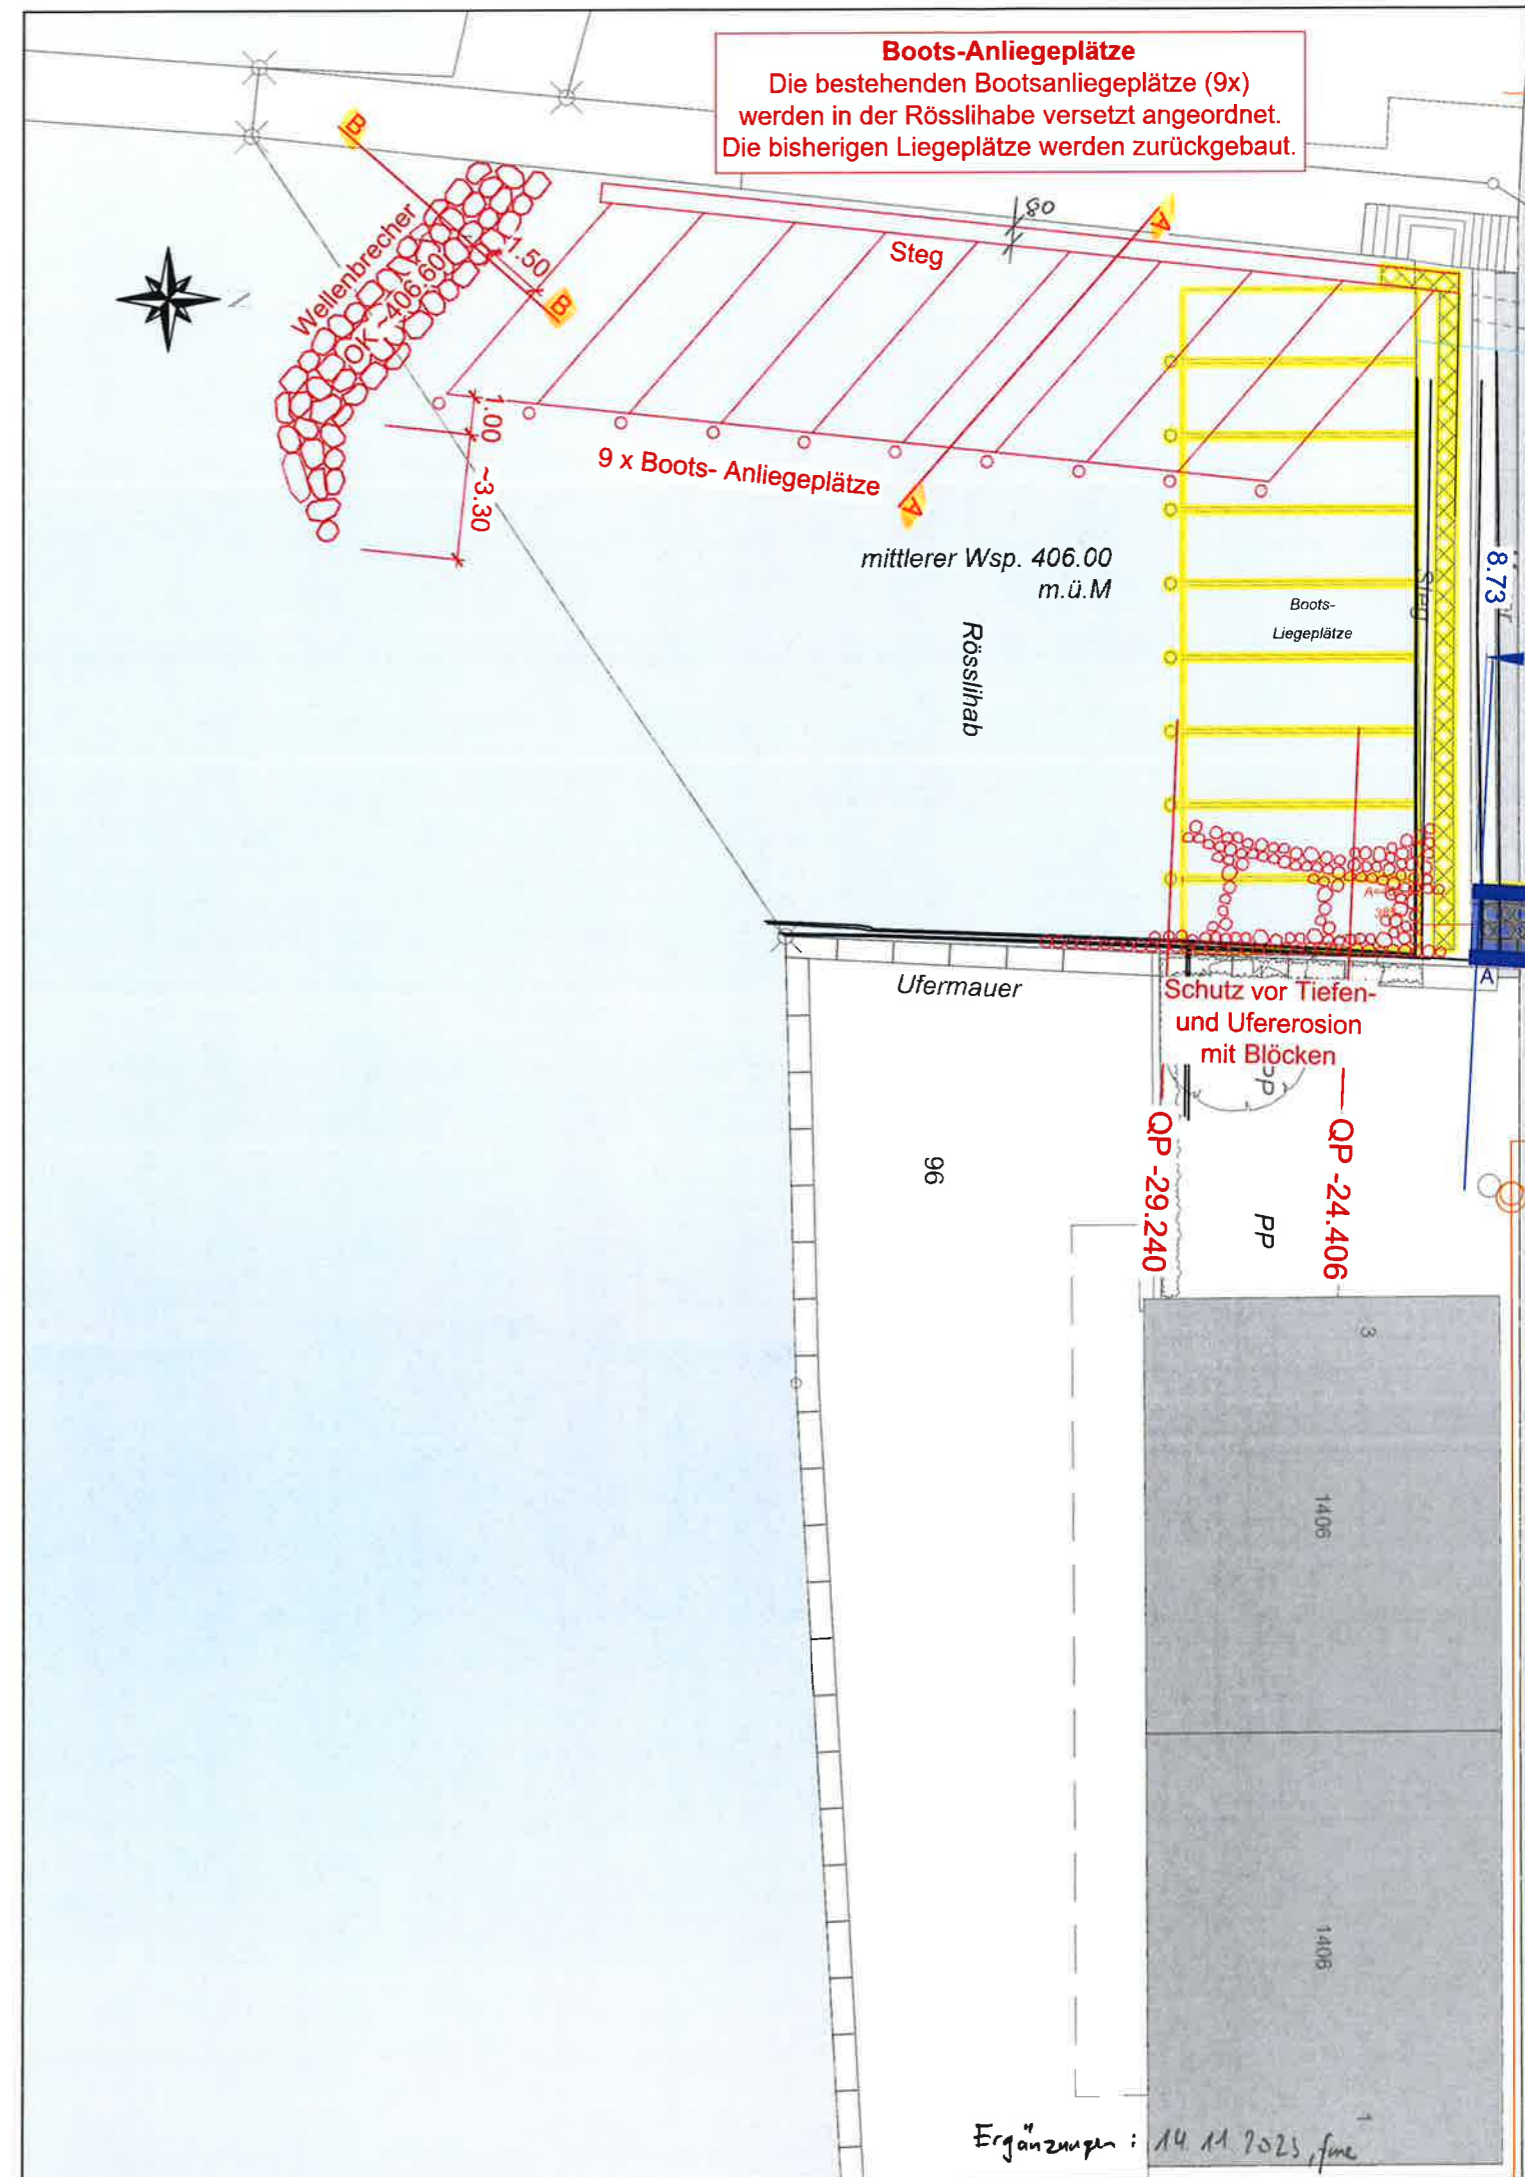 Boots-Anliegeplätze
Die bestehenden Bootsanliegeplätze (9x)
werden in der Rösslihabe versetzt angeordnet.
Die bisherigen Liegeplätze werden zurückgebaut.
B
Wellenbrecher
OK ~406.60
1.50
B
80
A
Steg
1.00
~3.30
9 x Boots- Anliegeplätze
A
mittlerer Wsp. 406.00
m.ü.M
Rösslihab
Boots-
Liegeplätze
Steg
8.73
A
Ufermauer
Schutz vor Tiefen-
und Ufererosion
mit Blöcken
PP
96
QP -29.240
QP -24.406
PP
3
1406
1406
1
Ergänzungen: 14.11.2023,